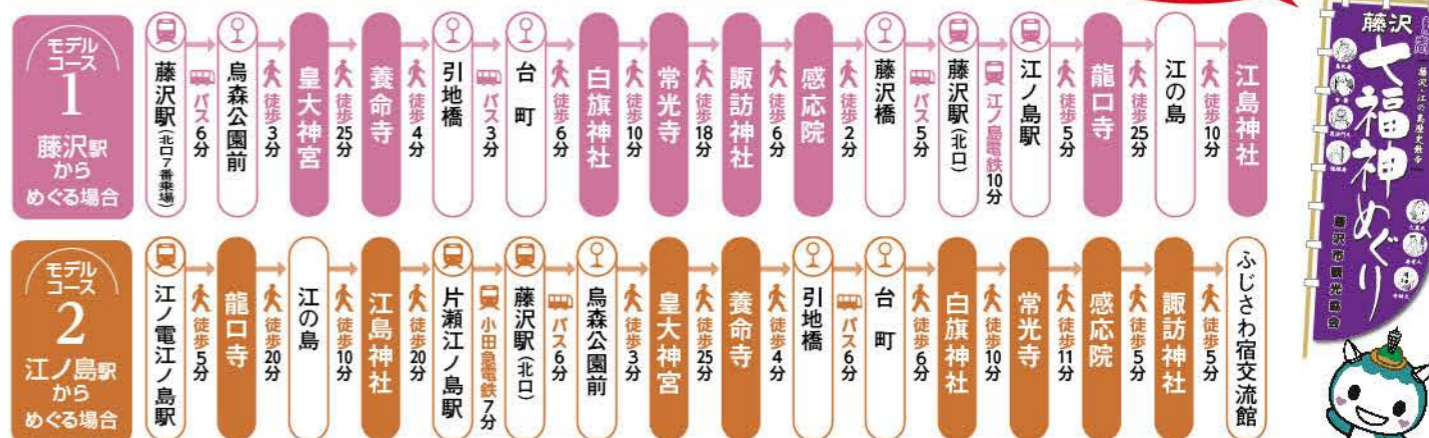 モデル
コース
1
藤沢駅
から
めぐる場合
藤沢駅(北口7番乗場)
バス6分
烏森公園前
徒歩3分
皇大神宮
徒歩25分
養命寺
徒歩4分
引地橋
バス3分
台町
徒歩6分
白旗神社
徒歩10分
常光寺
徒歩18分
諏訪神社
徒歩6分
感応院
徒歩2分
藤沢橋
バス5分
藤沢駅(北口)
江ノ島電鉄10分
江ノ島駅
徒歩5分
龍口寺
徒歩25分
江の島
徒歩10分
江島神社
モデル
コース
2
江ノ島駅
から
めぐる場合
江ノ電江ノ島駅
徒歩5分
龍口寺
徒歩20分
江の島
徒歩10分
江島神社
徒歩20分
片瀬江ノ島駅
小田急電鉄7分
藤沢駅(北口)
バス6分
烏森公園前
徒歩3分
皇大神宮
徒歩25分
養命寺
徒歩4分
引地橋
バス6分
台町
徒歩6分
白旗神社
徒歩10分
常光寺
徒歩11分
感応院
徒歩5分
諏訪神社
徒歩5分
ふじさわ宿交流館
藤沢
七福神めぐり
藤沢市観光協会